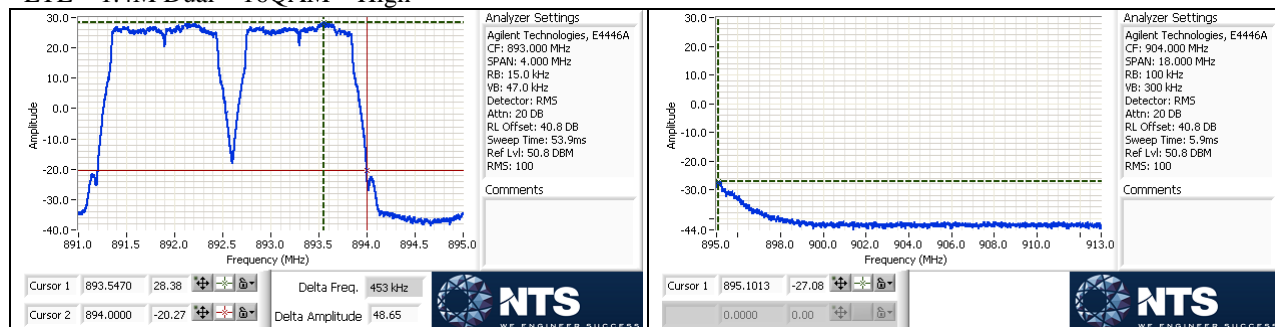 LTE - 1.4M Dual - 16QAM - High
30.0
20.0
10.0
0.0
-10.0
-20.0
-30.0
-40.0
Amplitude
891.0 891.5 892.0 892.5 893.0 893.5 894.0 894.5 895.0
Frequency (MHz)
Analyzer Settings
Agilent Technologies, E4446A
CF: 893.000 MHz
SPAN: 4.000 MHz
RB: 15.0 kHz
VB: 47.0 kHz
Detector: RMS
Attn: 20 DB
RL Offset: 40.8 DB
Sweep Time: 53.9ms
Ref Lvl: 50.8 DBM
RMS: 100
Comments
Cursor 1 893.5470 28.38
Cursor 2 894.0000 -20.27
Delta Freq. 453 kHz
Delta Amplitude 48.65
NTS
WE ENGINEER SUCCESS
30.0
20.0
10.0
0.0
-10.0
-20.0
-30.0
-44.0
Amplitude
895.0 898.0 900.0 902.0 904.0 906.0 908.0 910.0 913.0
Frequency (MHz)
Analyzer Settings
Agilent Technologies, E4446A
CF: 904.000 MHz
SPAN: 18.000 MHz
RB: 100 kHz
VB: 300 kHz
Detector: RMS
Attn: 20 DB
RL Offset: 40.8 DB
Sweep Time: 5.9ms
Ref Lvl: 50.8 DBM
RMS: 100
Comments
Cursor 1 895.1013 -27.08
0.0000 0.00
NTS
WE ENGINEER SUCCESS